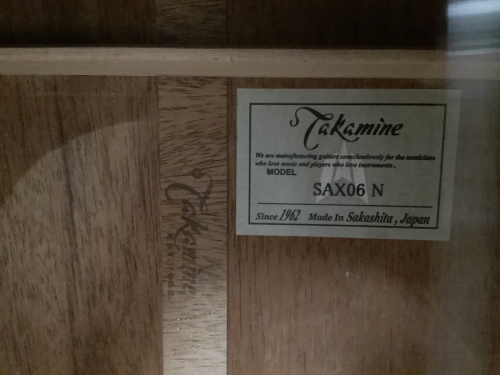 Takamine
We are manufacturing guitars conscientiously for the musicians
who love music and players who love instruments.
MODEL
SAX06 N
Since 1962 Made In Sakashita, Japan
Takamine